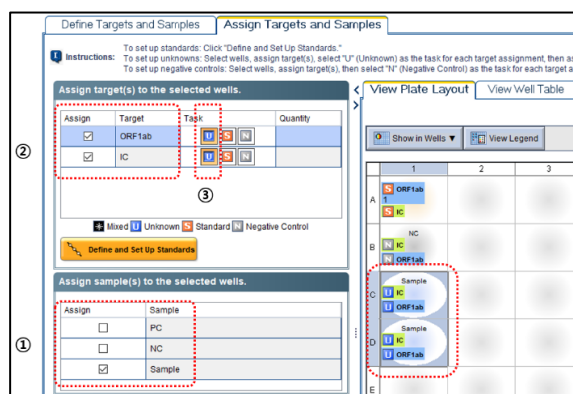 Define Targets and Samples
Assign Targets and Samples
Instructions:
To set up standards: Click "Define and Set Up Standards."
To set up unknowns: Select wells, assign target(s), select "U" (Unknown) as the task for each target assignment, then as
To set up negative controls: Select wells, assign target(s), then select "N" (Negative Control) as the task for each target a
Assign target(s) to the selected wells.
Assign Target Task Quantity
ORF1ab U S N
IC U S N
②
③
Mixed U Unknown S Standard N Negative Control
Define and Set Up Standards
Assign sample(s) to the selected wells.
Assign Sample
PC
NC
Sample
①
View Plate Layout
View Well Table
Show in Wells ▼
View Legend
1 2 3
A
S ORF1ab
1
S IC
B
NC
N IC
N ORF1ab
C
Sample
U IC
U ORF1ab
D
Sample
U IC
U ORF1ab
E